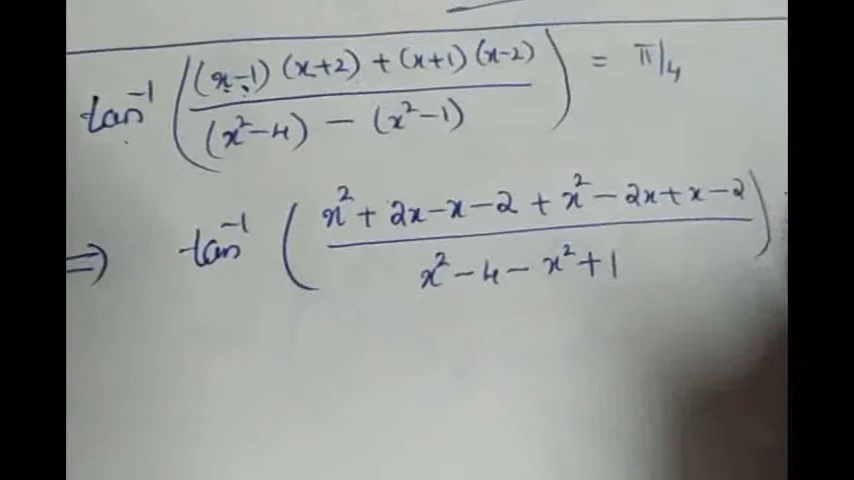 tan⁻¹ ( (x-1) (x+2) + (x+1) (x-2) / (x²-4) - (x²-1) ) = π/4
⇒ tan⁻¹ ( x² + 2x - x - 2 + x² - 2x + x - 2 / x² - 4 - x² + 1 )